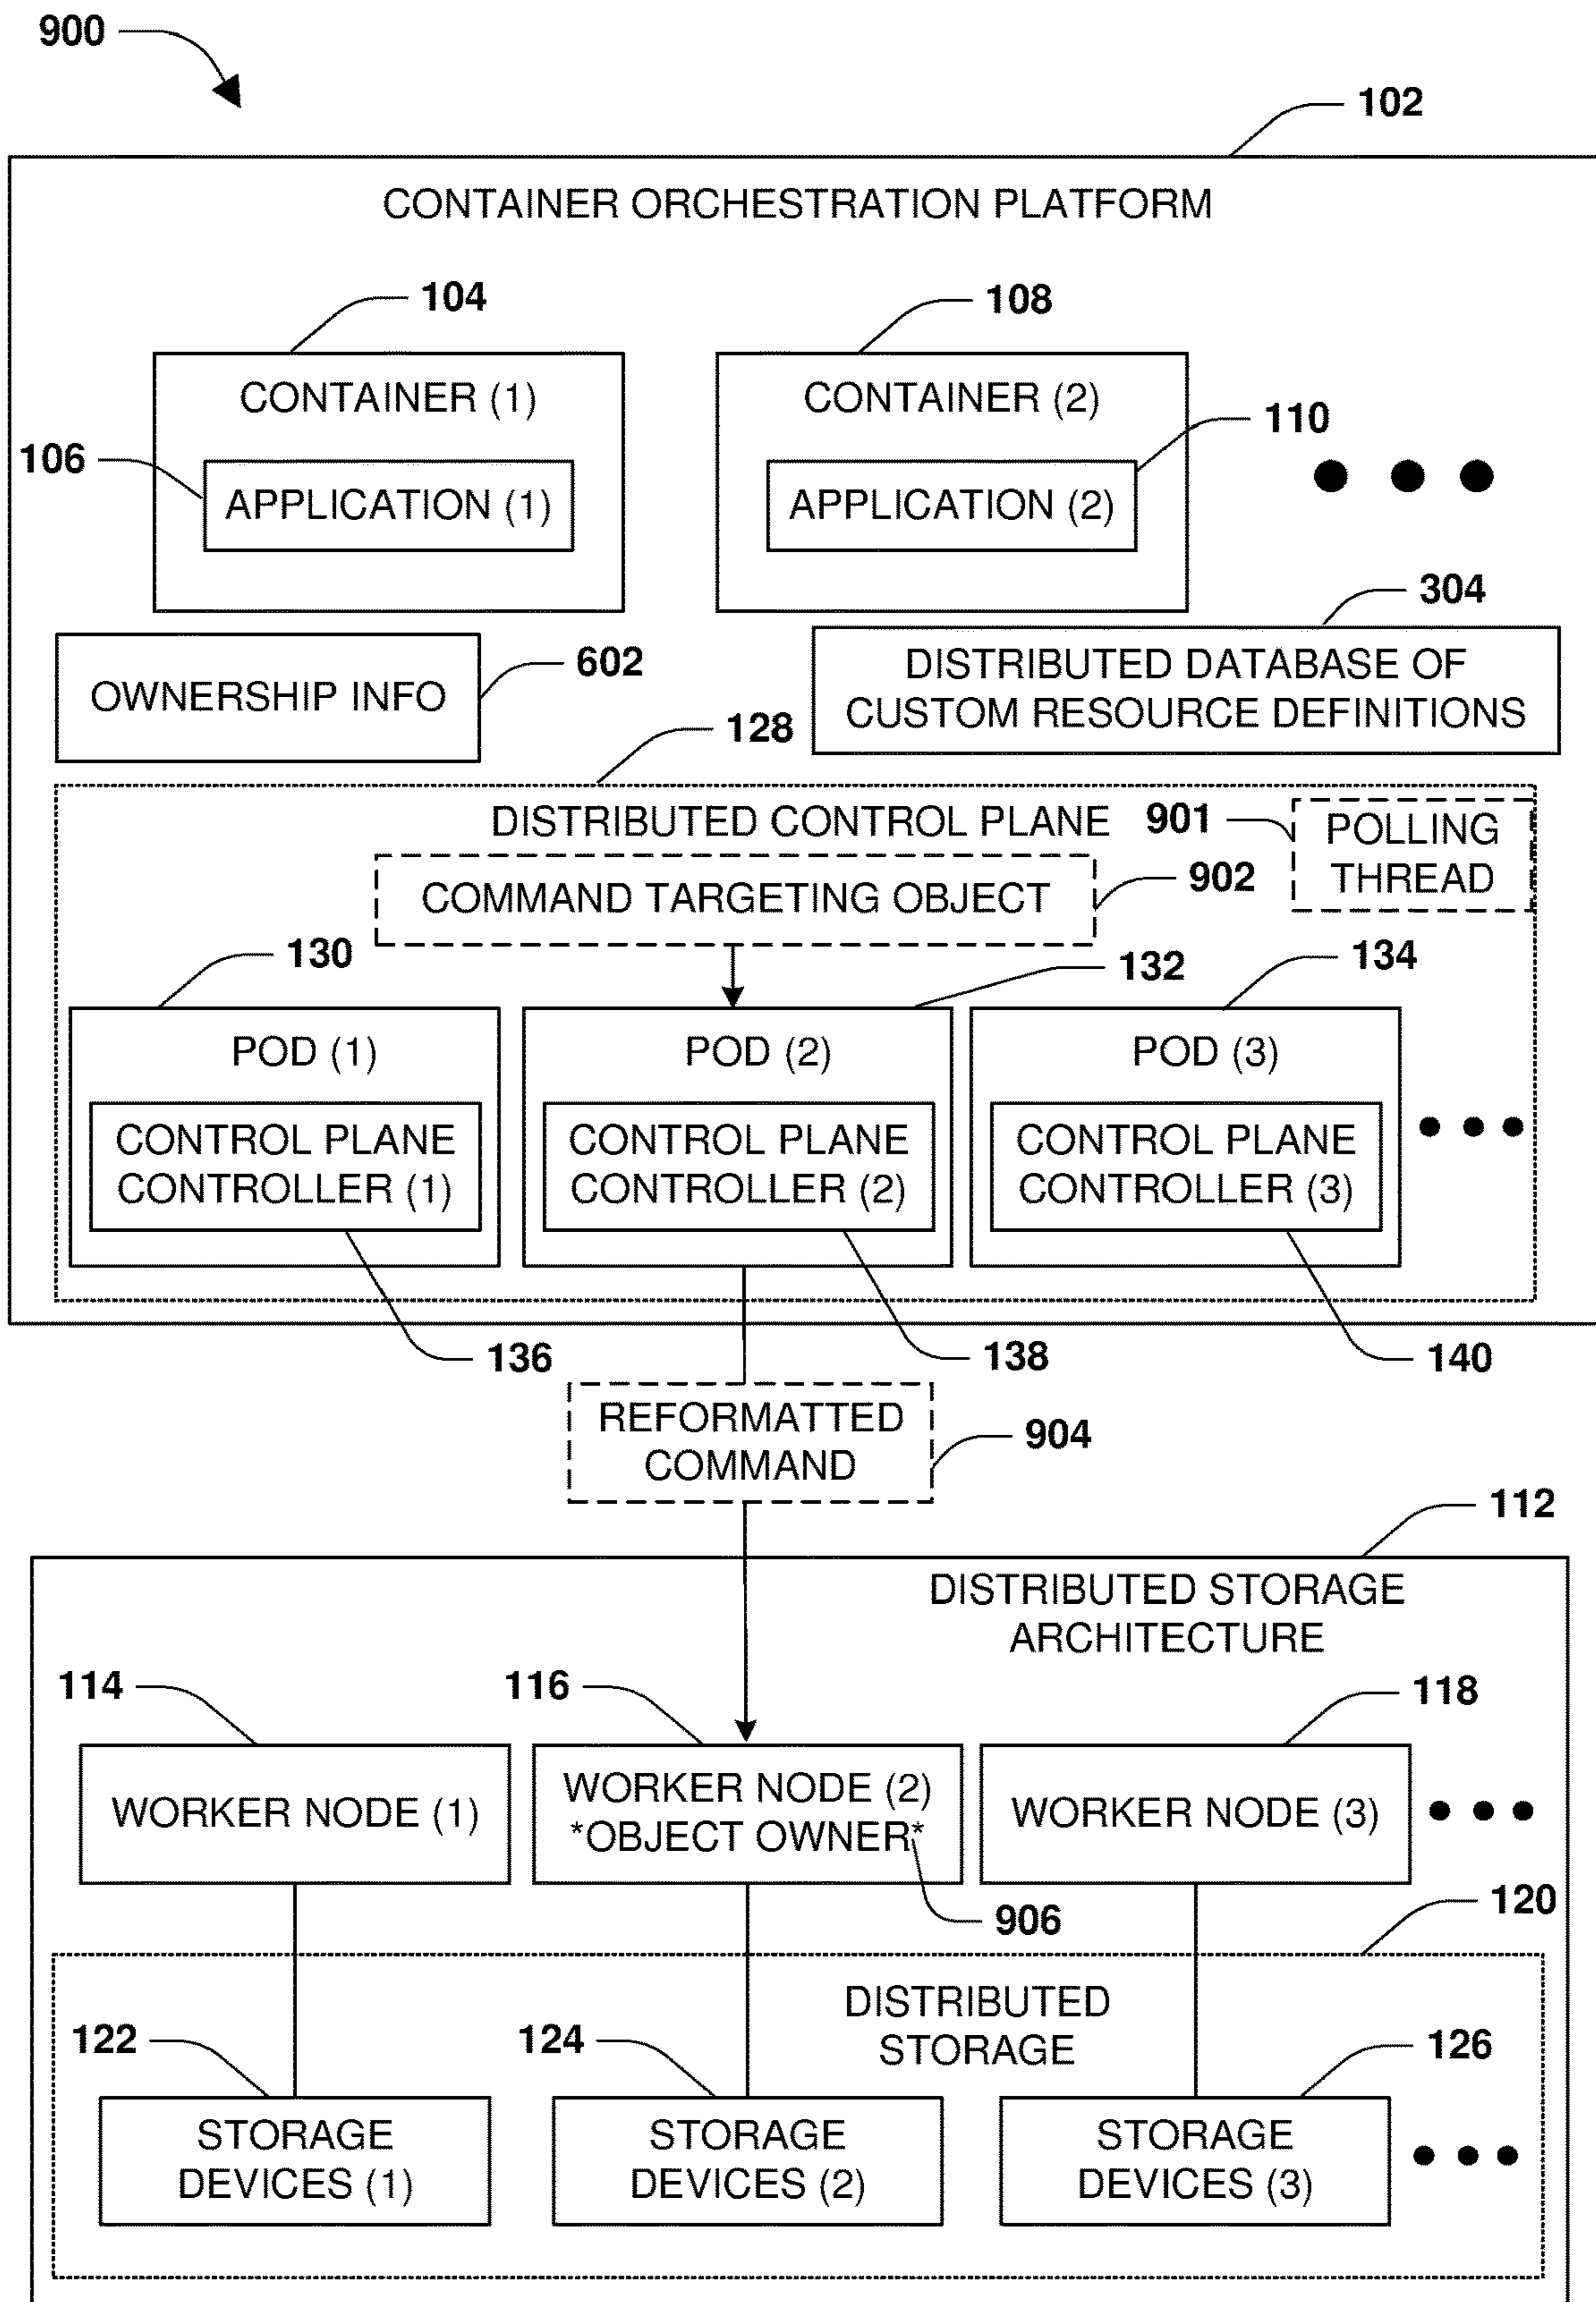 900
102
CONTAINER ORCHESTRATION PLATFORM
104
108
CONTAINER (1)
CONTAINER (2)
110
106
APPLICATION (1)
APPLICATION (2)
304
602
OWNERSHIP INFO
DISTRIBUTED DATABASE OF
CUSTOM RESOURCE DEFINITIONS
128
DISTRIBUTED CONTROL PLANE
901
POLLING
THREAD
COMMAND TARGETING OBJECT
902
130
132
134
POD (1)
POD (2)
POD (3)
CONTROL PLANE
CONTROLLER (1)
CONTROL PLANE
CONTROLLER (2)
CONTROL PLANE
CONTROLLER (3)
136
138
140
REFORMATTED
COMMAND
904
112
DISTRIBUTED STORAGE
ARCHITECTURE
114
116
118
WORKER NODE (1)
WORKER NODE (2)
*OBJECT OWNER*
WORKER NODE (3)
906
120
DISTRIBUTED
STORAGE
122
124
126
STORAGE
DEVICES (1)
STORAGE
DEVICES (2)
STORAGE
DEVICES (3)